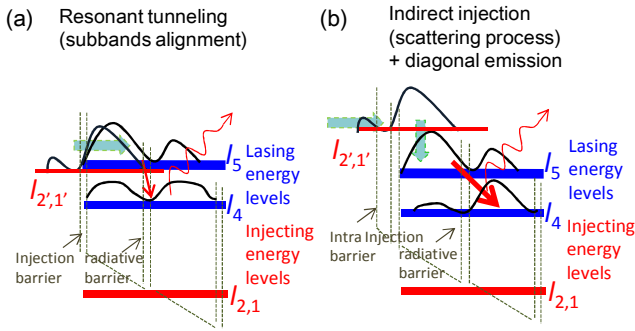 (a)
Resonant tunneling
(subbands alignment)
l5
Lasing
energy
levels
l2',1'
l4
Injection
barrier
radiative
barrier
Injecting
energy
levels
l2,1
(b)
Indirect injection
(scattering process)
+ diagonal emission
l2',1'
l5
Lasing
energy
levels
l4
Intra Injection
barrier
radiative
barrier
Injecting
energy
levels
l2,1